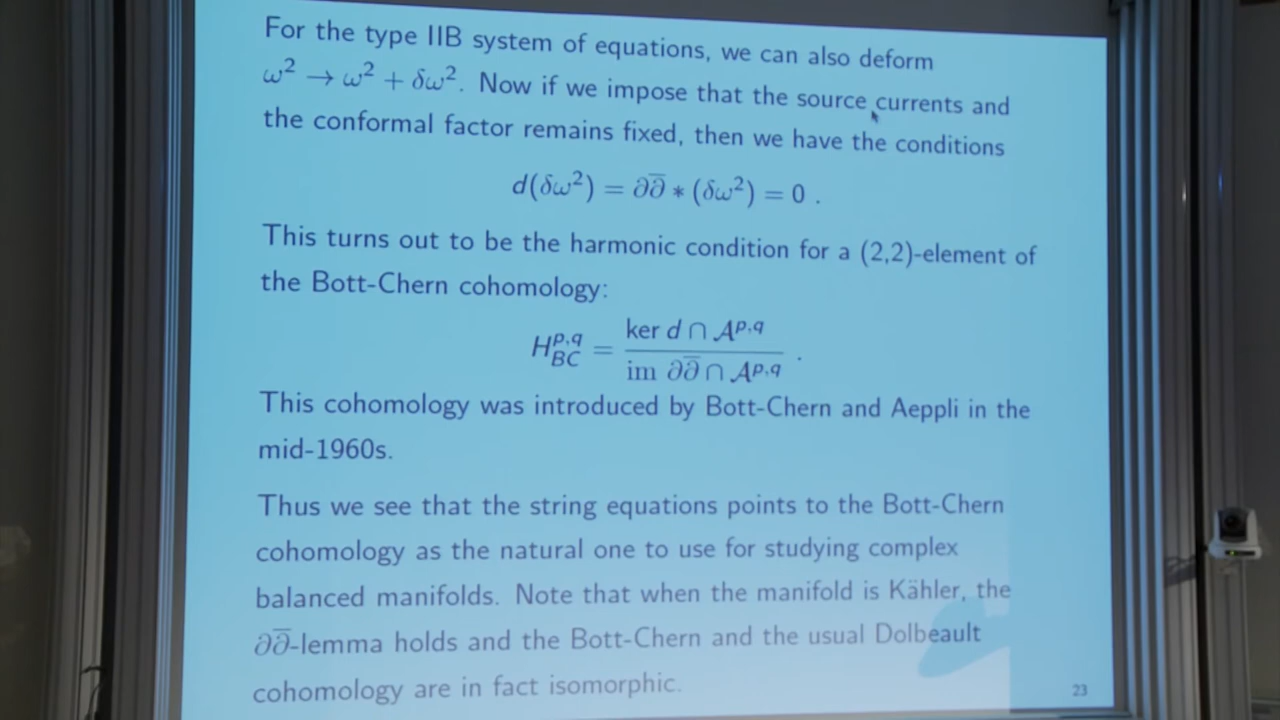 For the type IIB system of equations, we can also deform
ω² → ω² + δω². Now if we impose that the source currents and
the conformal factor remains fixed, then we have the conditions
d(δω²) = ∂∂̅ ∗ (δω²) = 0 .
This turns out to be the harmonic condition for a (2,2)-element of
the Bott-Chern cohomology:
H_{BC}^{p,q} = \frac{ker d ∩ 𝒜^{p,q}}{im ∂∂̅ ∩ 𝒜^{p,q}} .
This cohomology was introduced by Bott-Chern and Aeppli in the
mid-1960s.
Thus we see that the string equations points to the Bott-Chern
cohomology as the natural one to use for studying complex
balanced manifolds. Note that when the manifold is Kähler, the
∂∂̅-lemma holds and the Bott-Chern and the usual Dolbeault
cohomology are in fact isomorphic.
23